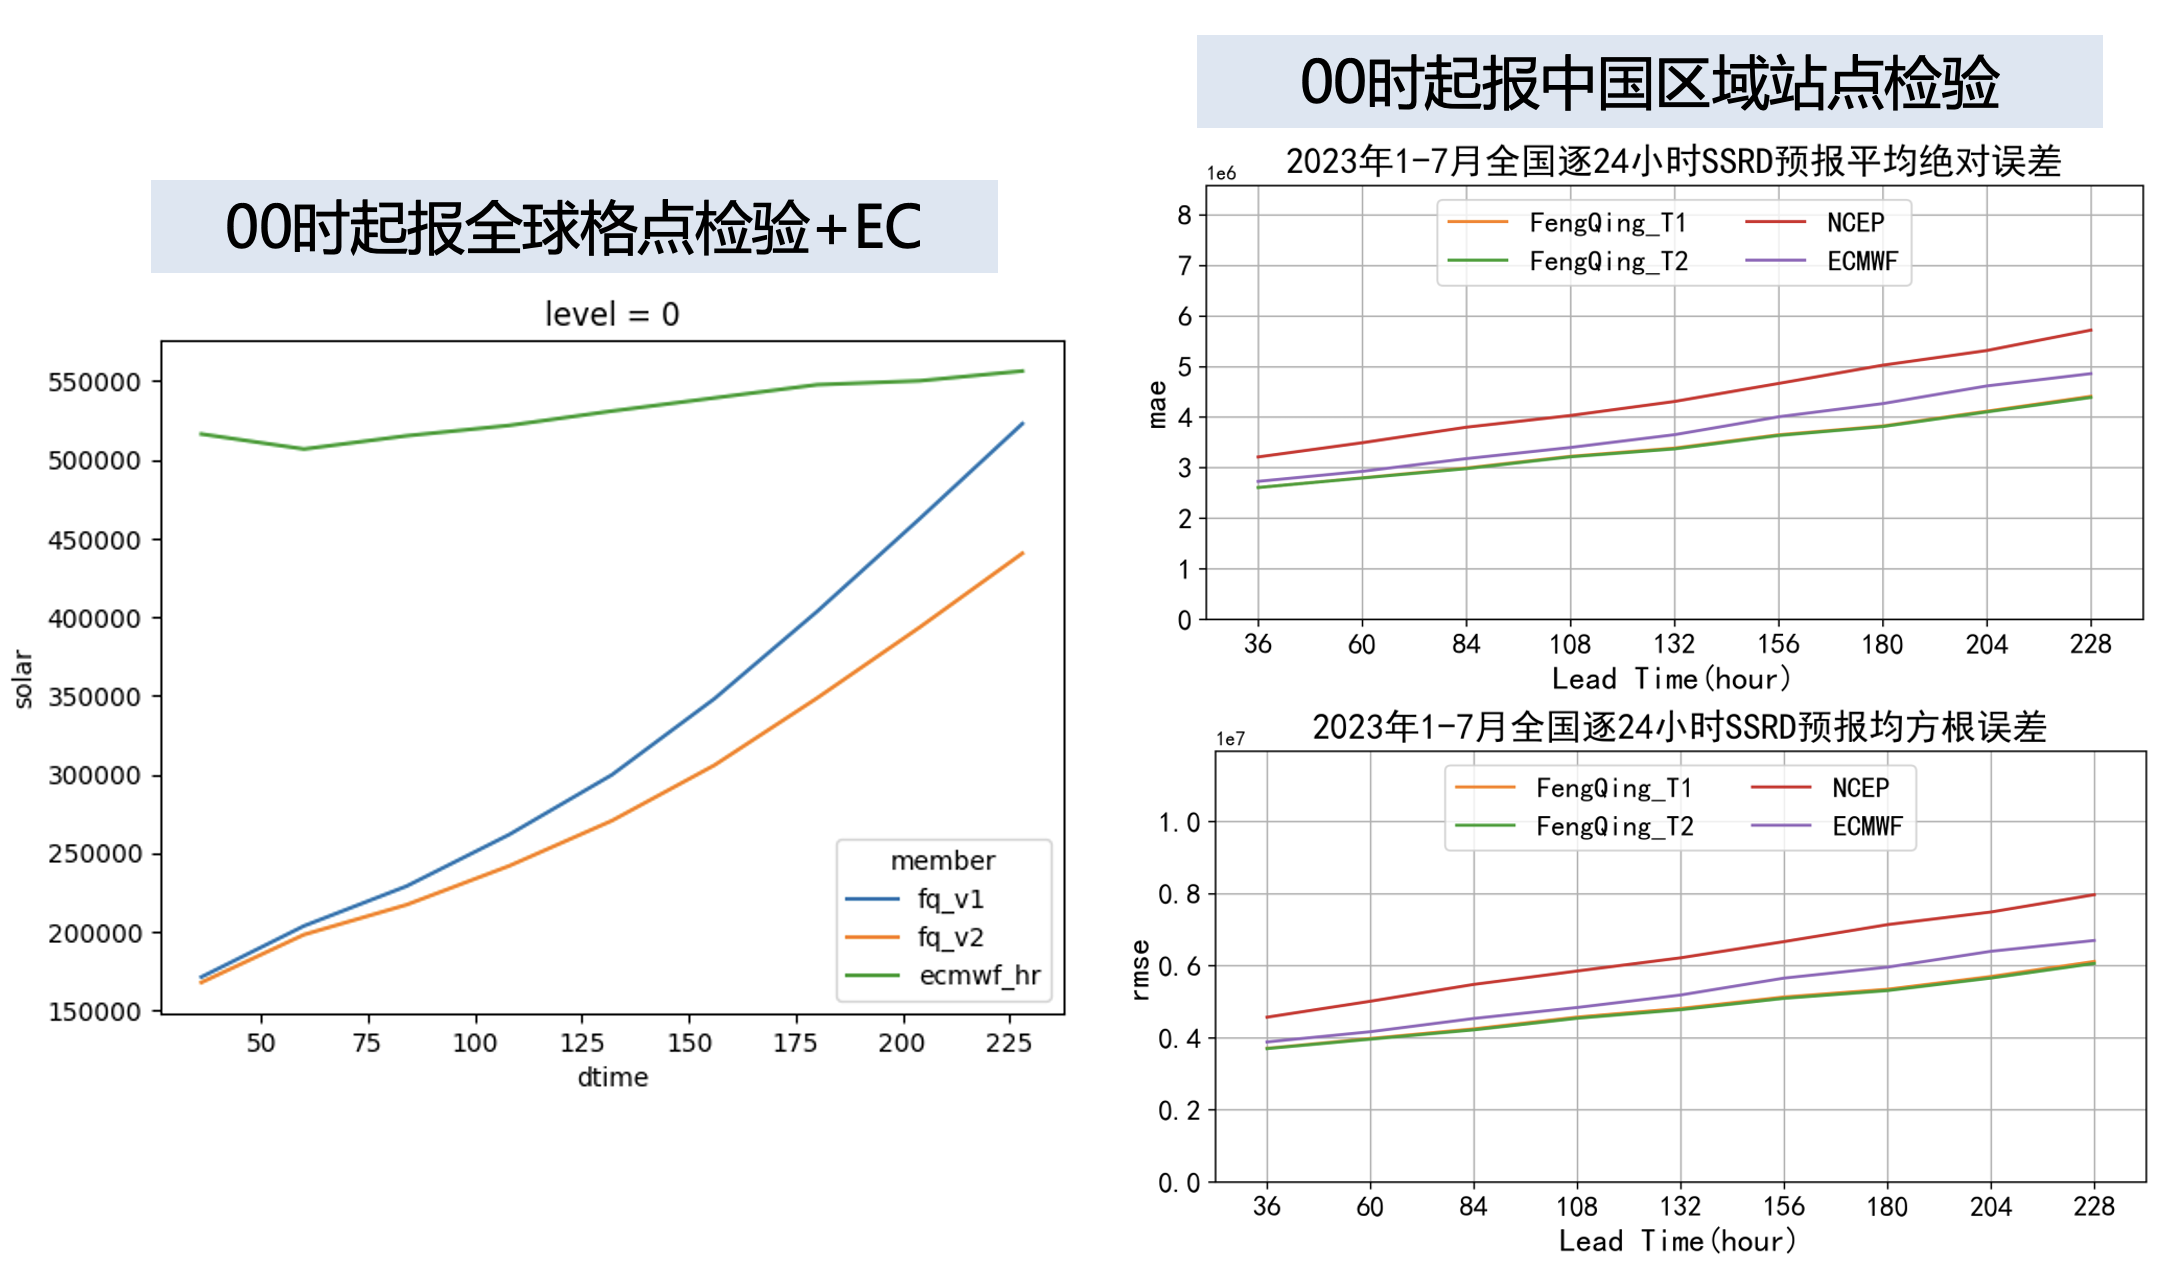 00时起报全球格点检验+EC
level = 0
550000
500000
450000
400000
350000
300000
250000
200000
150000
solar
member
fq_v1
fq_v2
ecmwf_hr
50 75 100 125 150 175 200 225
dtime
00时起报中国区域站点检验
2023年1-7月全国逐24小时SSRD预报平均绝对误差
1e6
FengQing_T1 NCEP
FengQing_T2 ECMWF
8
7
6
5
4
3
2
1
0
mae
36 60 84 108 132 156 180 204 228
Lead Time(hour)
2023年1-7月全国逐24小时SSRD预报均方根误差
1e7
FengQing_T1 NCEP
FengQing_T2 ECMWF
1.0
0.8
0.6
0.4
0.2
0.0
rmse
36 60 84 108 132 156 180 204 228
Lead Time(hour)